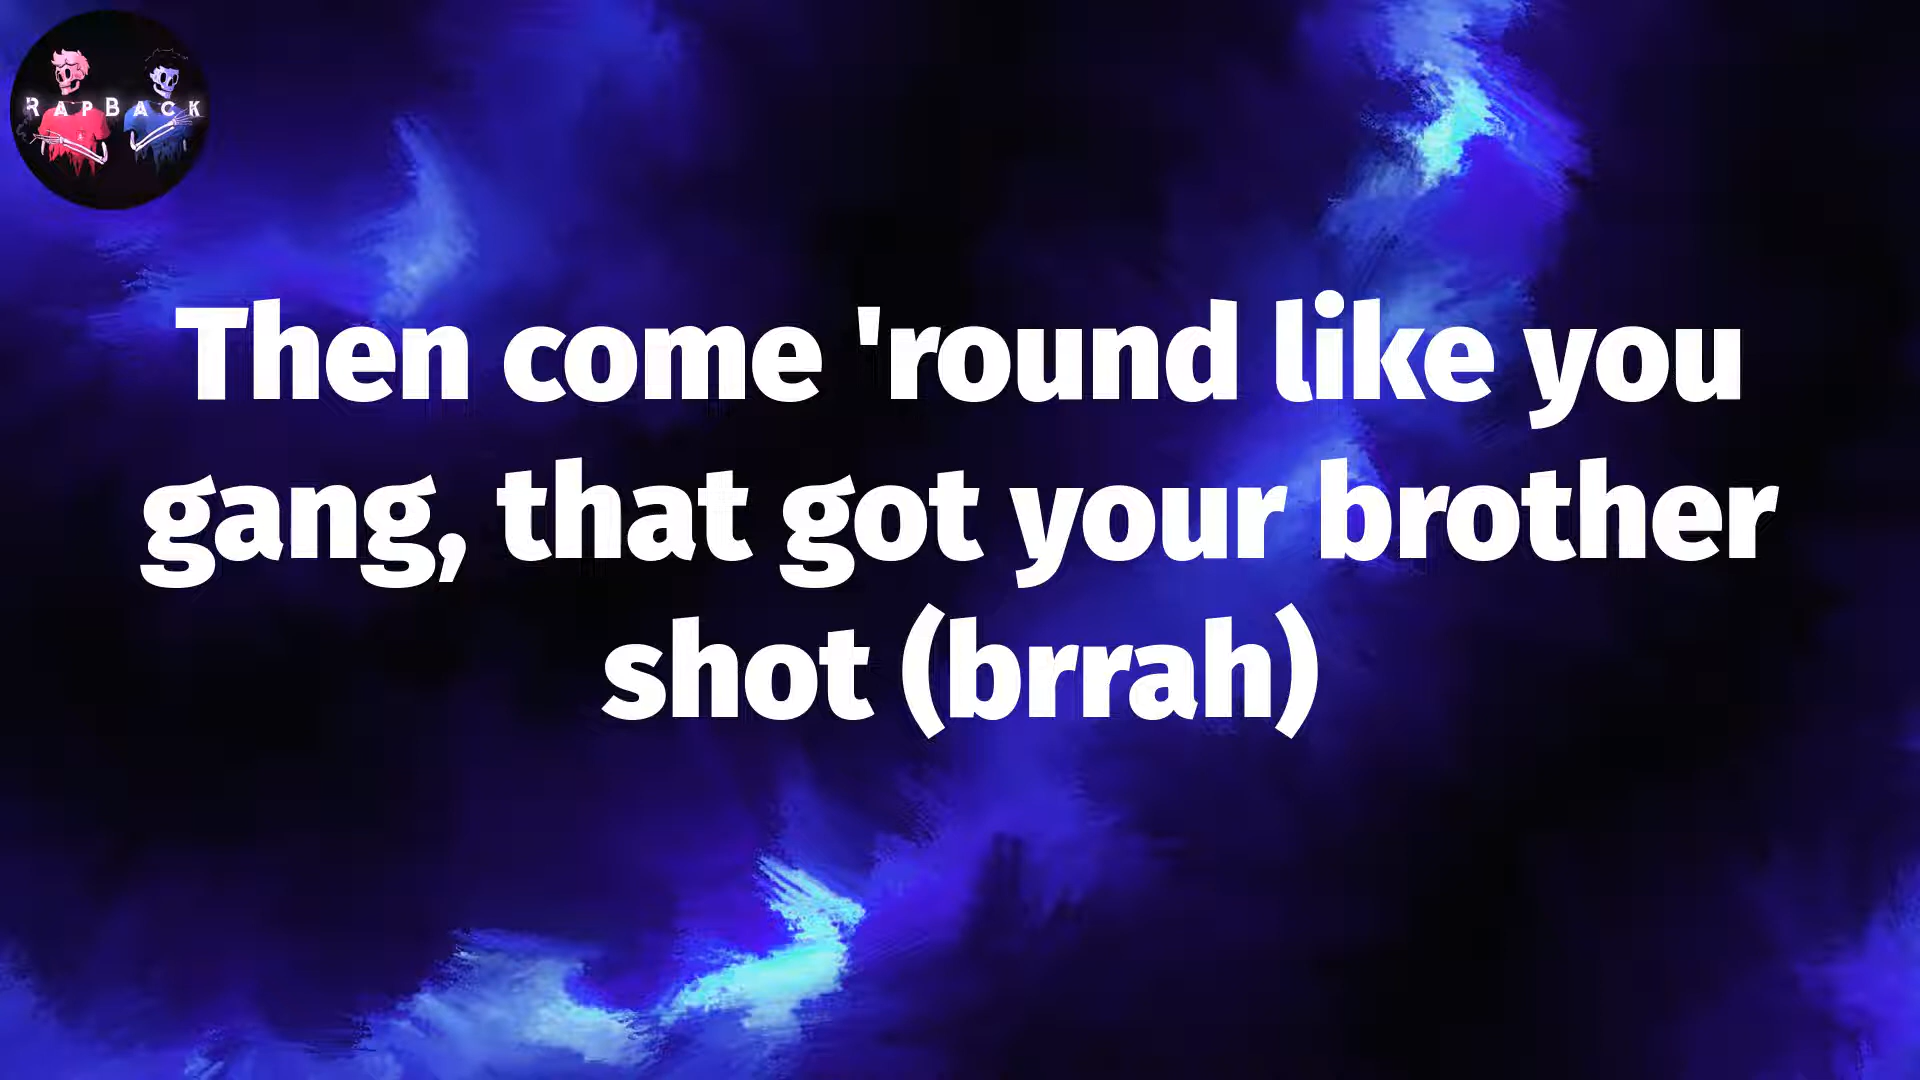 RapBack
Then come 'round like you
gang, that got your brother
shot (brrah)